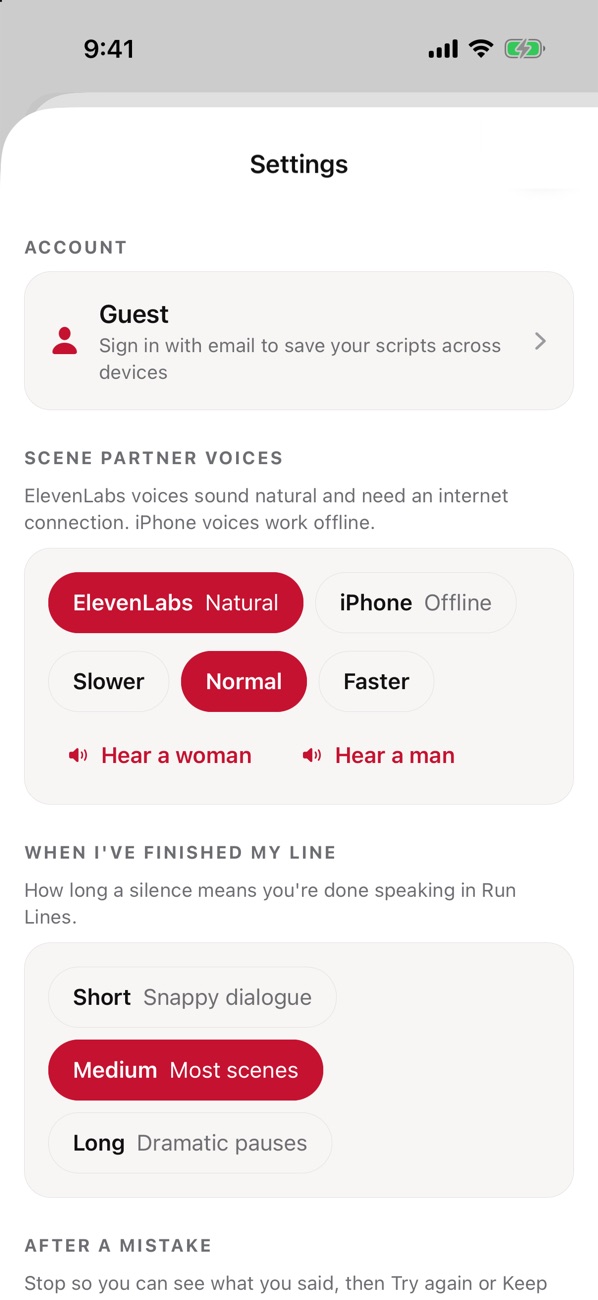 9:41
Settings
ACCOUNT
Guest
Sign in with email to save your scripts across
devices
SCENE PARTNER VOICES
ElevenLabs voices sound natural and need an internet
connection. iPhone voices work offline.
ElevenLabs Natural
iPhone Offline
Slower
Normal
Faster
Hear a woman
Hear a man
WHEN I'VE FINISHED MY LINE
How long a silence means you're done speaking in Run
Lines.
Short Snappy dialogue
Medium Most scenes
Long Dramatic pauses
AFTER A MISTAKE
Stop so you can see what you said, then Try again or Keep